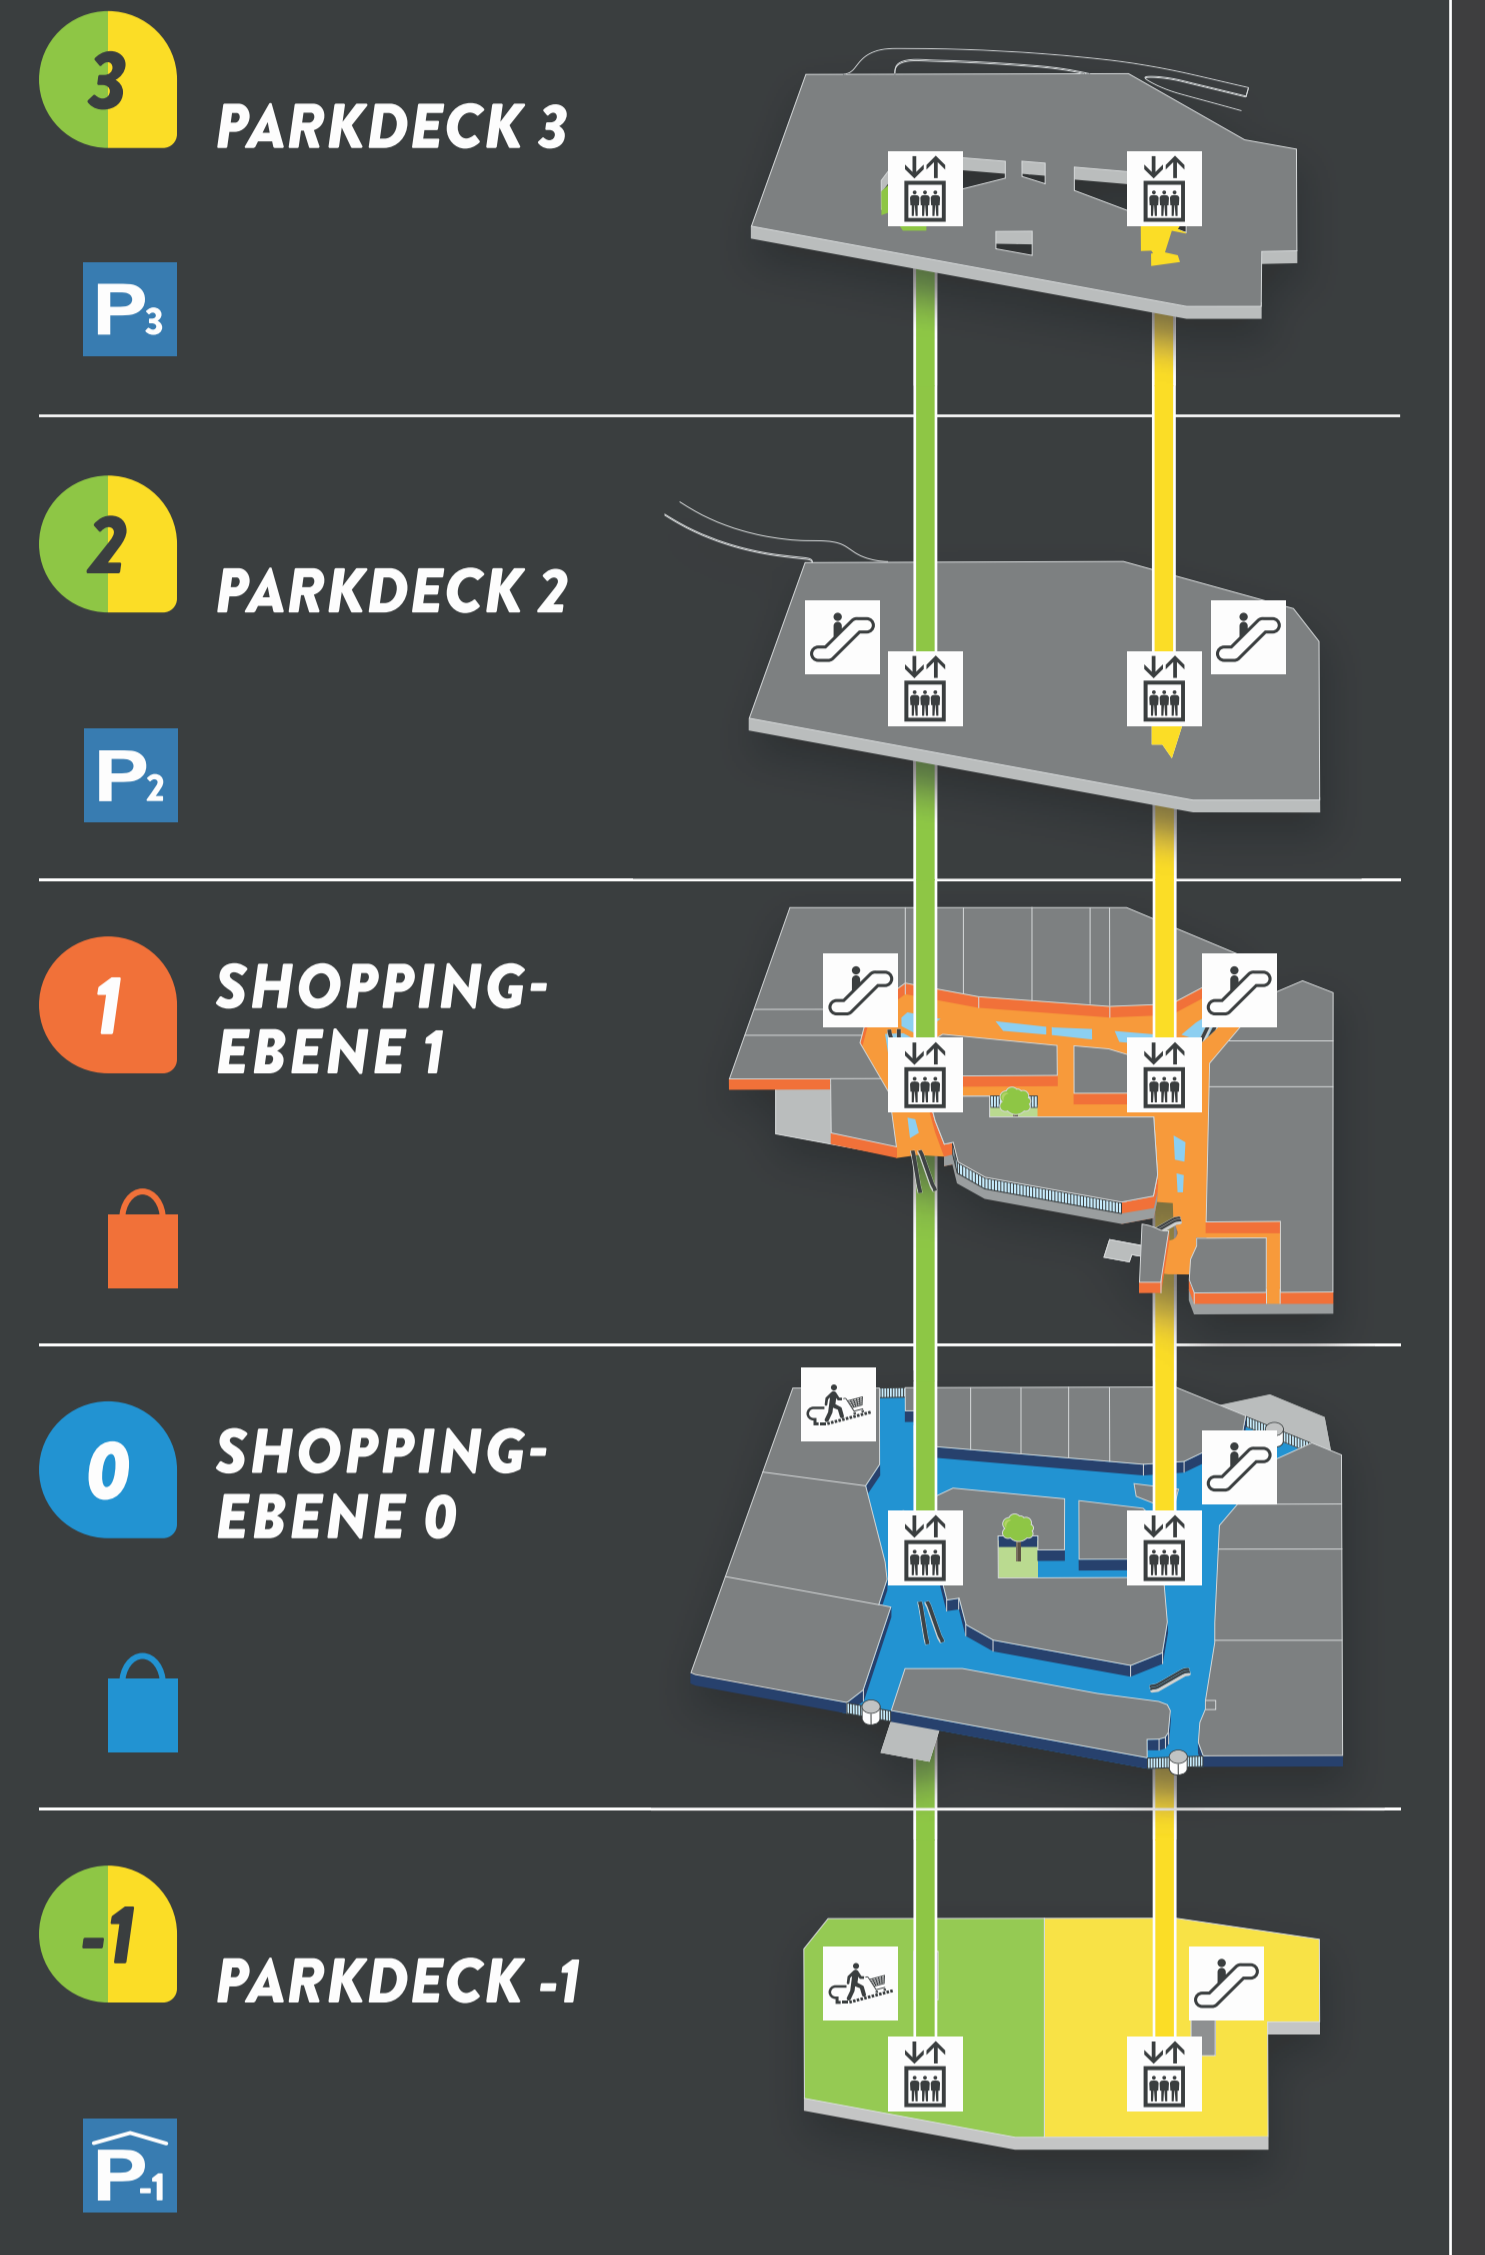 3
PARKDECK 3
P3
2
PARKDECK 2
P2
1
SHOPPING-
EBENE 1
0
SHOPPING-
EBENE 0
-1
PARKDECK -1
P-1